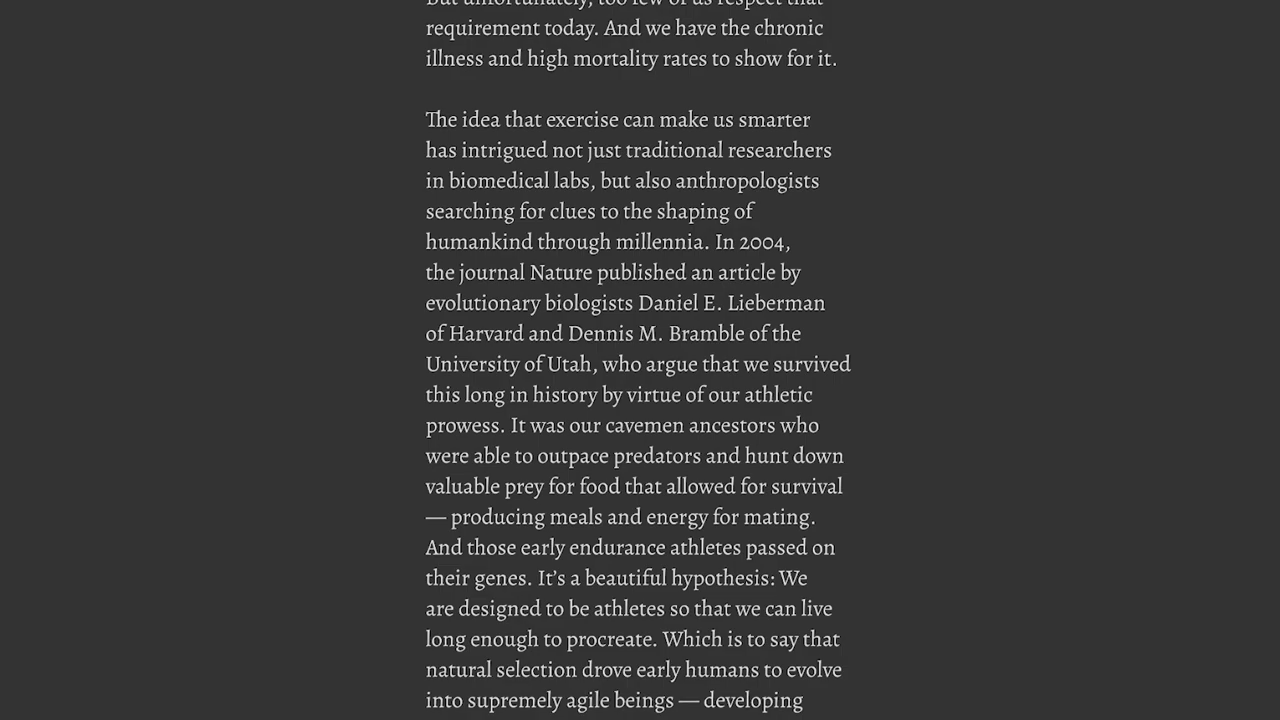 But unfortunately, too few of us respect that
requirement today. And we have the chronic
illness and high mortality rates to show for it.
The idea that exercise can make us smarter
has intrigued not just traditional researchers
in biomedical labs, but also anthropologists
searching for clues to the shaping of
humankind through millennia. In 2004,
the journal Nature published an article by
evolutionary biologists Daniel E. Lieberman
of Harvard and Dennis M. Bramble of the
University of Utah, who argue that we survived
this long in history by virtue of our athletic
prowess. It was our cavemen ancestors who
were able to outpace predators and hunt down
valuable prey for food that allowed for survival
— producing meals and energy for mating.
And those early endurance athletes passed on
their genes. It’s a beautiful hypothesis: We
are designed to be athletes so that we can live
long enough to procreate. Which is to say that
natural selection drove early humans to evolve
into supremely agile beings — developing